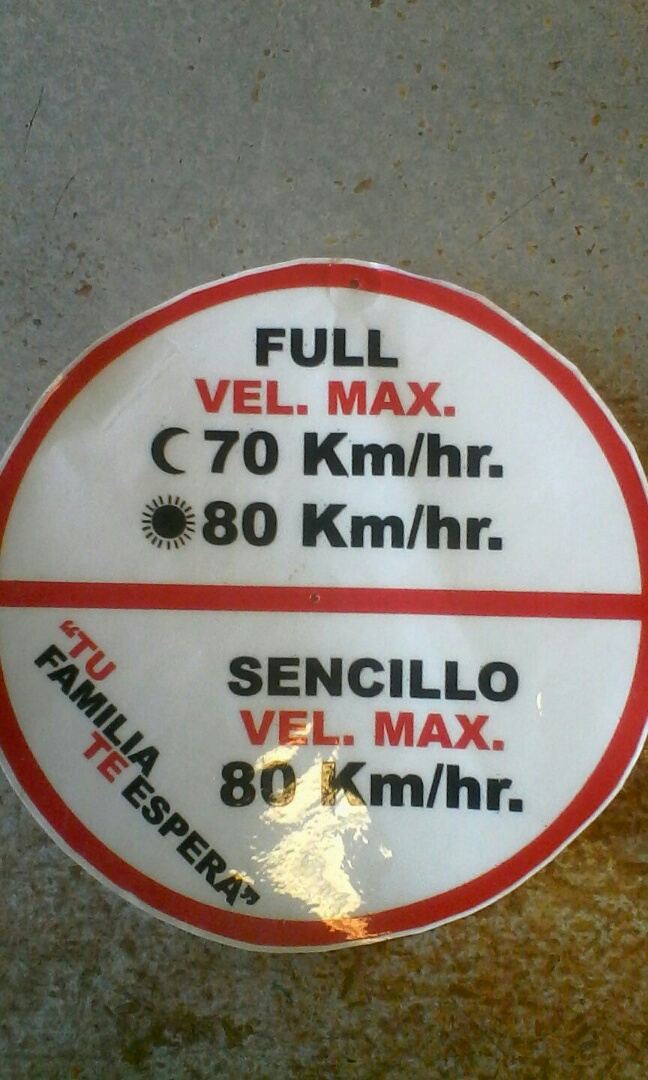 FULL
VEL. MAX.
70 Km/hr.
80 Km/hr.
"TU
FAMILIA
TE ESPERA"
SENCILLO
VEL. MAX.
80 Km/hr.